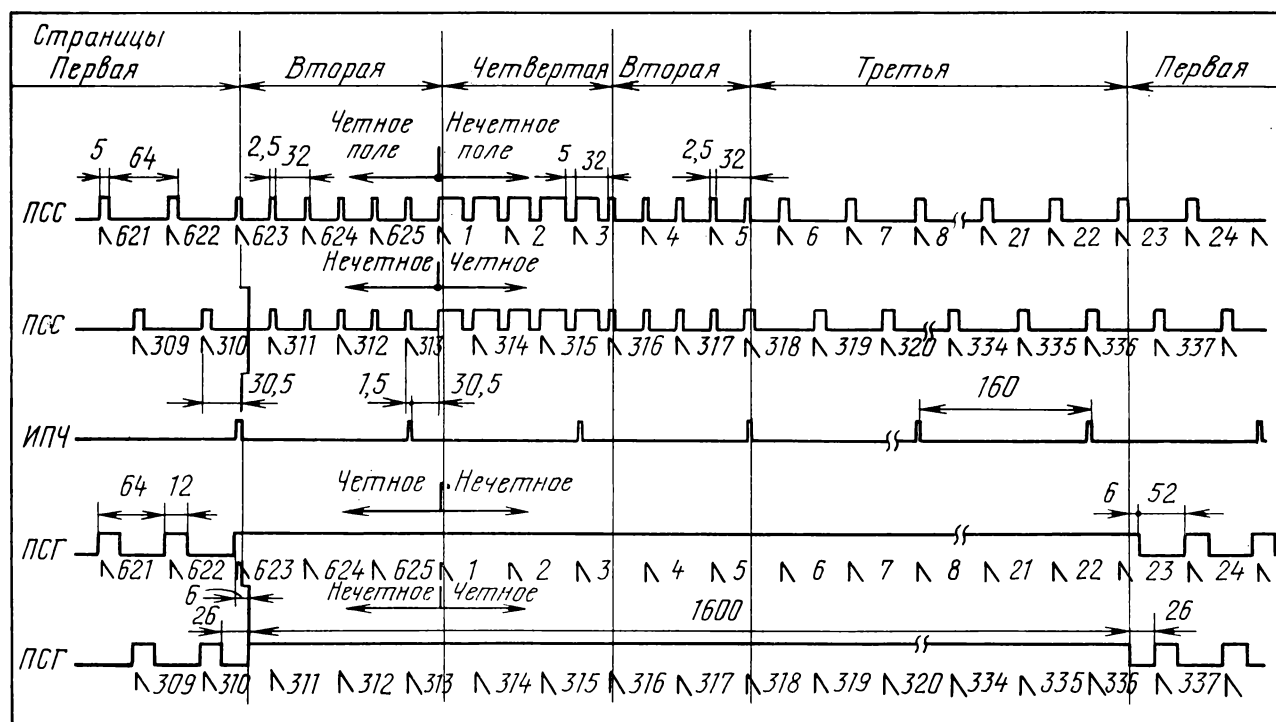 Страницы
Первая Вторая Четвертая Вторая Третья Первая
Четное поле Нечетное поле
5 64 2,5 32 5 32 2,5 32
ПСС
621 622 623 624 625 1 2 3 4 5 6 7 8 21 22 23 24
Нечетное Четное
ПСС
309 310 311 312 313 314 315 316 317 318 319 320 334 335 336 337
30,5 1,5 30,5 160
ИПЧ
Четное Нечетное
64 12 6 52
ПСГ
621 622 623 624 625 1 2 3 4 5 6 7 8 21 22 23 24
Нечетное Четное
6
26 1600 26
ПСГ
309 310 311 312 313 314 315 316 317 318 319 320 334 335 336 337